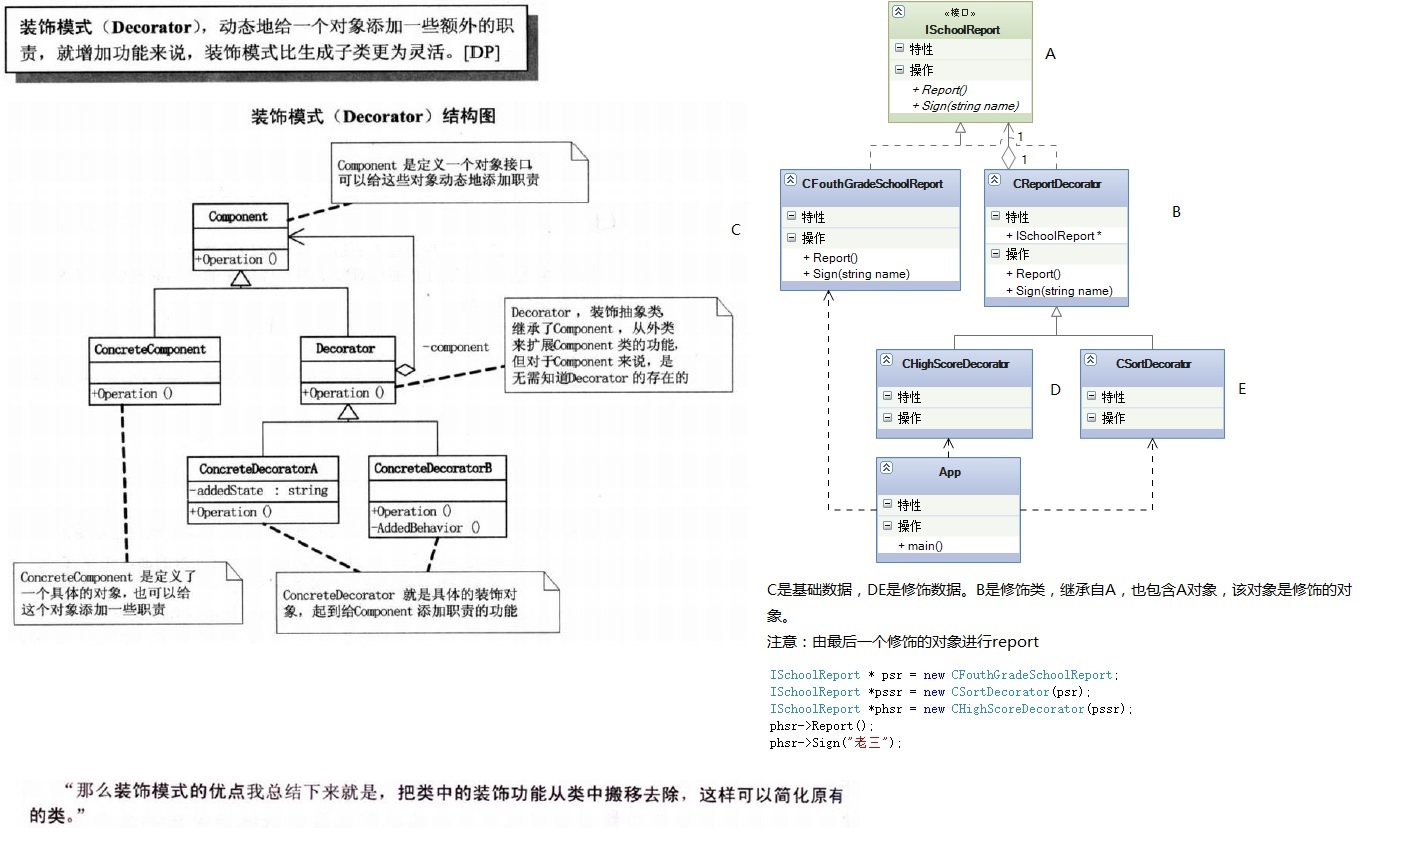 装饰模式（Decorator），动态地给一个对象添加一些额外的职
责，就增加功能来说，装饰模式比生成子类更为灵活。[DP]
装饰模式（Decorator）结构图
Component 是定义一个对象接口
可以给这些对象动态地添加职责
Component
+Operation ()
ConcreteComponent
+Operation ()
Decorator
+Operation ()
-component
Decorator ，装饰抽象类，
继承了Component ，从外类
来扩展Component 类的功能，
但对于Component 来说，是
无需知道Decorator 的存在的
ConcreteDecoratorA
-addedState : string
+Operation ()
ConcreteDecoratorB
+Operation ()
-AddedBehavior ()
ConcreteComponent 是定义了
一个具体的对象，也可以给
这个对象添加一些职责
ConcreteDecorator 就是具体的装饰对
象，起到给Component 添加职责的功能
“那么装饰模式的优点我总结下来就是，把类中的装饰功能从类中搬移去除，这样可以简化原有
的类。”
«接口»
ISchoolReport
特性
操作
+ Report()
+ Sign(string name)
A
1
1
CFouthGradeSchoolReport
特性
操作
+ Report()
+ Sign(string name)
C
CReportDecorator
特性
+ ISchoolReport *
操作
+ Report()
+ Sign(string name)
B
CHighScoreDecorator
特性
操作
D
CSortDecorator
特性
操作
E
App
特性
操作
+ main()
C是基础数据，DE是修饰数据。B是修饰类，继承自A，也包含A对象，该对象是修饰的对
象。
注意：由最后一个修饰的对象进行report
ISchoolReport * psr = new CFouthGradeSchoolReport;
ISchoolReport *pssr = new CSortDecorator(psr);
ISchoolReport *phsr = new CHighScoreDecorator(pssr);
phsr->Report();
phsr->Sign("老三");